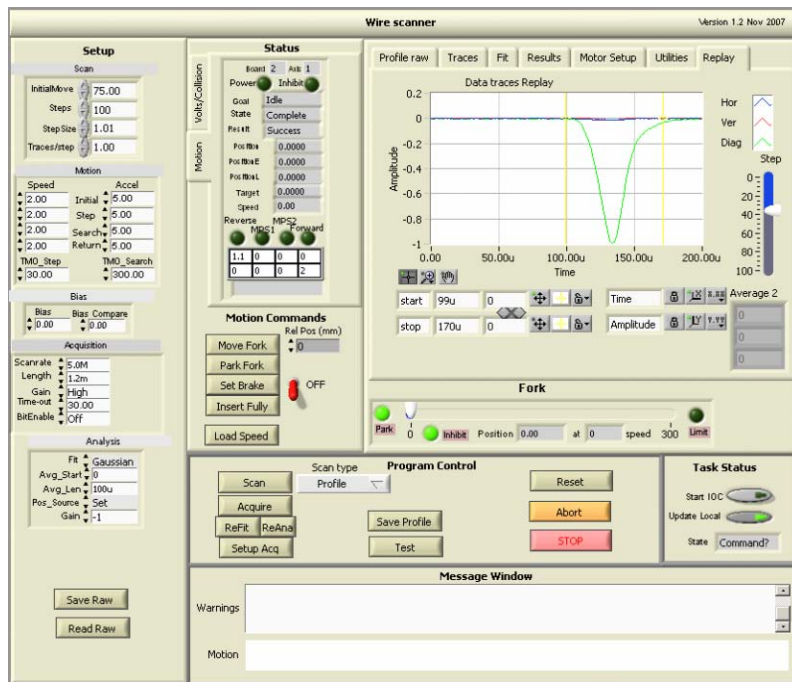 Wire scanner
Version 1.2 Nov 2007
Setup
Scan
InitialMove 75.00
Steps 100
StepSize 1.01
Traces/step 1.00
Motion
Speed Accel
2.00 Initial 5.00
2.00 Step 5.00
2.00 Search 5.00
2.00 Return 5.00
TMO_Step TMO_Search
30.00 300.00
Bias
Bias Bias Compare
0.00 0.00
Acquisition
Scanrate 5.0M
Length 1.2m
Gain High
Time-out 30.00
BitEnable Off
Analysis
Fit Gaussian
Avg_Start 0
Avg_Len 100u
Pos_Source Set
Gain -1
Save Raw
Read Raw
Volts/Collision
Motion
Status
Board 2 Axis 1
Power Inhibit
Goal Idle
State Complete
Result Success
Position 0.0000
PositionE 0.0000
PositionL 0.0000
Target 0.0000
Speed 0.00
Reverse MPS2
MPS1 Forward
1.1 0 0 0
0 0 0 2
Motion Commands
Rel Pos (mm)
Move Fork 0
Park Fork
Set Brake OFF
Insert Fully
Load Speed
Profile raw Traces Fit Results Motor Setup Utilities Replay
Data traces Replay
Amplitude
0.2
0
-0.2
-0.4
-0.6
-0.8
-1
0.00 50.00u 100.00u 150.00u 200.00u
Time
Hor
Ver
Diag
Step
0
20
40
60
80
100
start 99u 0 Time
stop 170u 0 Amplitude
X.XX
Y.YY
Average 2
0
0
0
Fork
Park 0 Inhibit Position 0.00 at 0 speed 300 Limit
Program Control
Scan type
Scan Profile Reset
Acquire Abort
ReFit ReAna Save Profile
Setup Acq Test STOP
Task Status
Start IOC
Update Local
State Command?
Message Window
Warnings
Motion